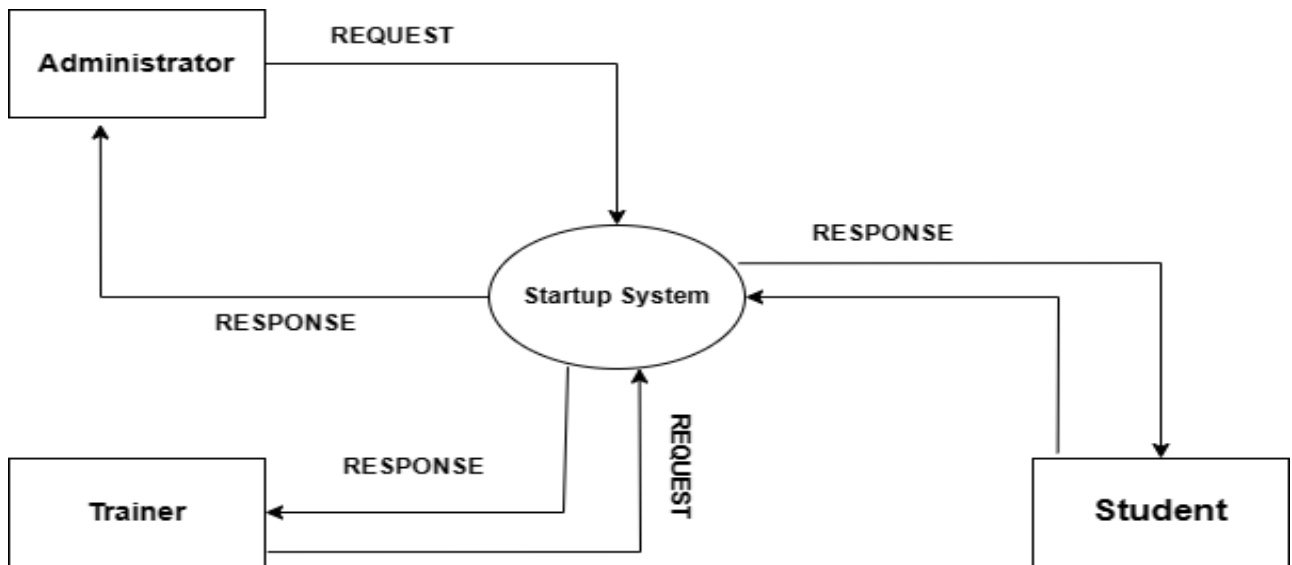 REQUEST
Administrator
RESPONSE
Startup System
RESPONSE
REQUEST
RESPONSE
Trainer
Student